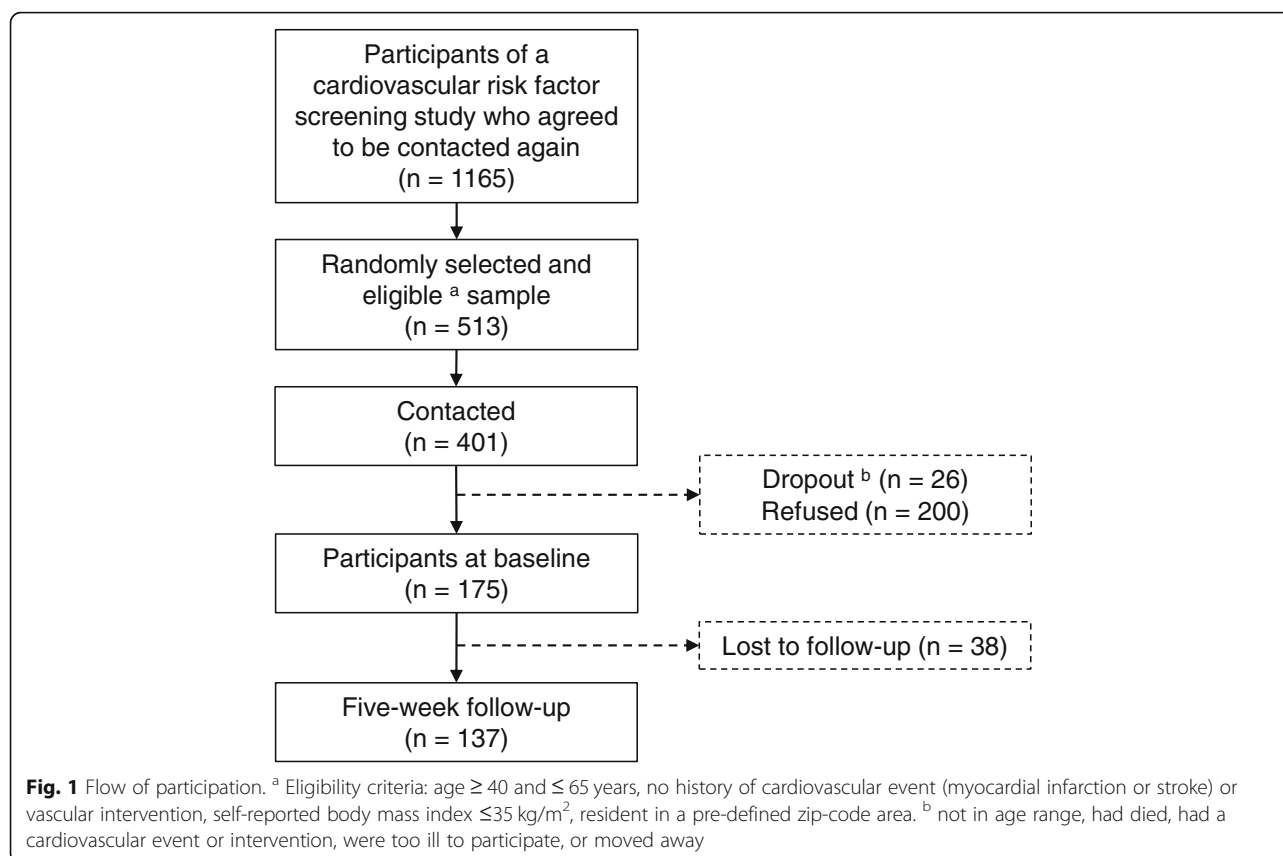 Participants of a
cardiovascular risk factor
screening study who agreed
to be contacted again
(n = 1165)
Randomly selected and
eligible ᵃ sample
(n = 513)
Contacted
(n = 401)
Dropout ᵇ (n = 26)
Refused (n = 200)
Participants at baseline
(n = 175)
Lost to follow-up (n = 38)
Five-week follow-up
(n = 137)
Fig. 1 Flow of participation. ᵃ Eligibility criteria: age ≥ 40 and ≤ 65 years, no history of cardiovascular event (myocardial infarction or stroke) or
vascular intervention, self-reported body mass index ≤35 kg/m², resident in a pre-defined zip-code area. ᵇ not in age range, had died, had a
cardiovascular event or intervention, were too ill to participate, or moved away